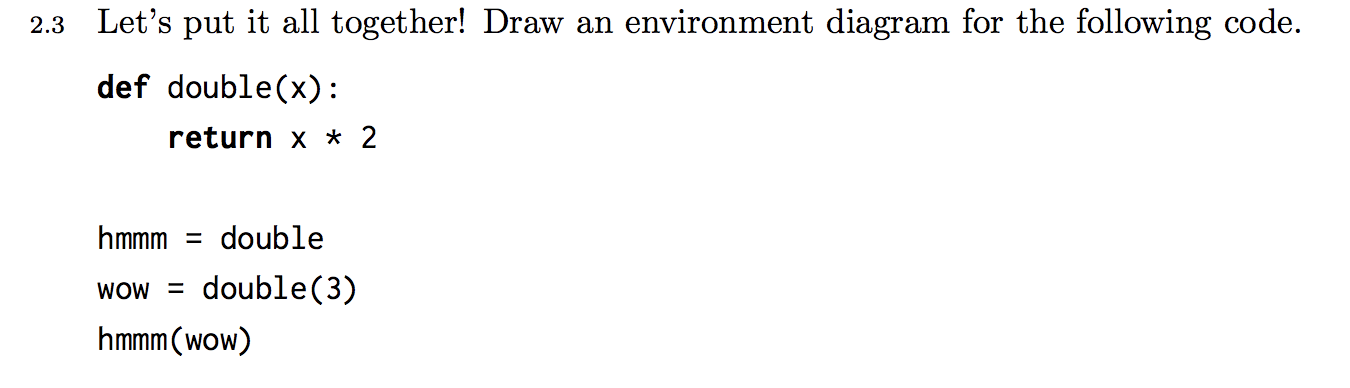 2.3 Let’s put it all together! Draw an environment diagram for the following code.
def double(x):
    return x * 2
hmmm = double
wow = double(3)
hmmm(wow)